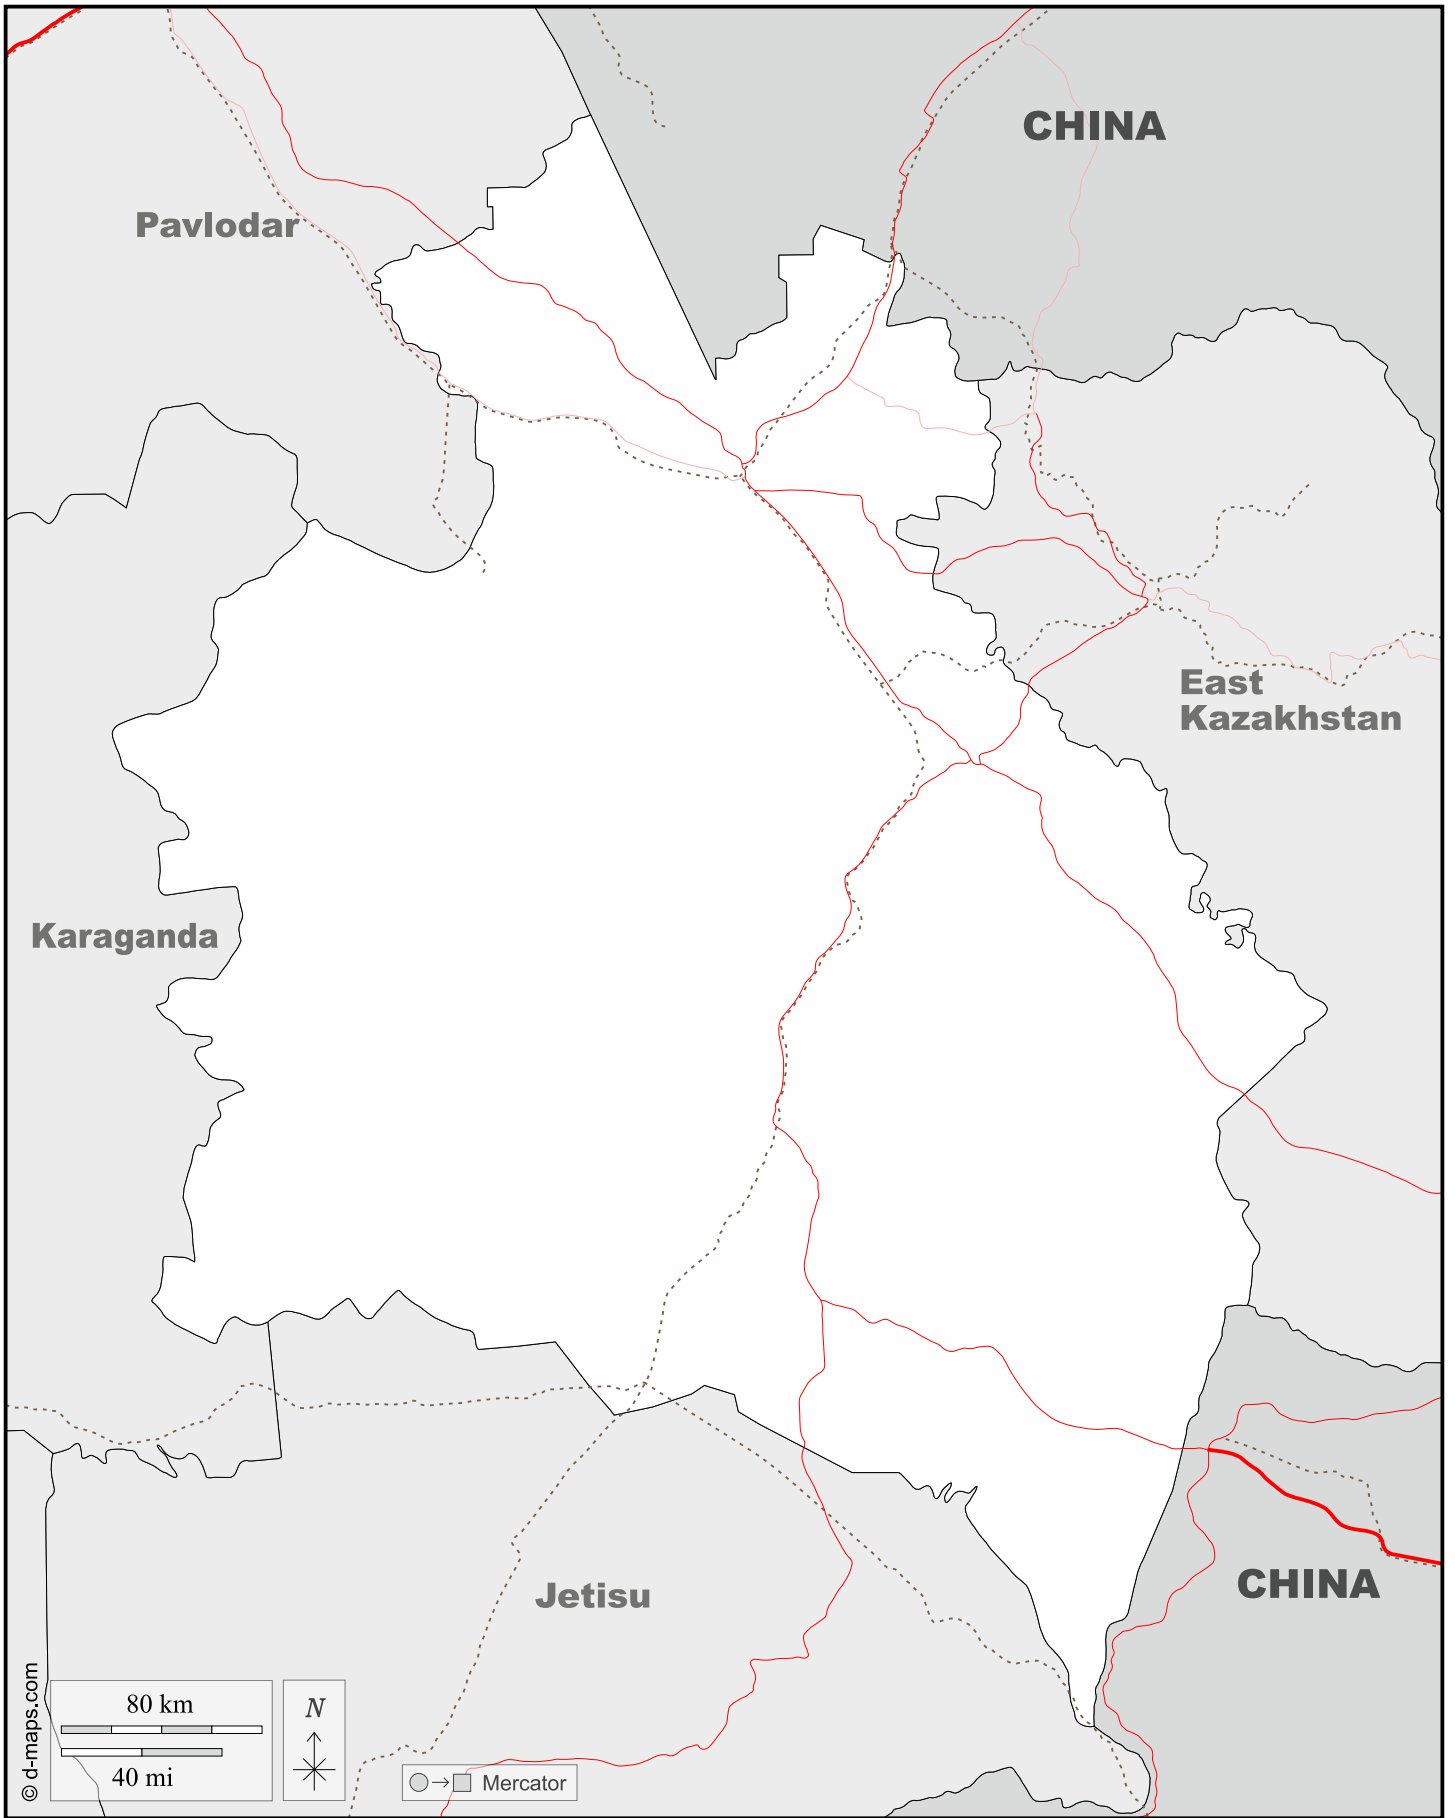 CHINA
Pavlodar
East
Kazakhstan
Karaganda
CHINA
Jetisu
© d-maps.com
80 km
40 mi
N
Mercator